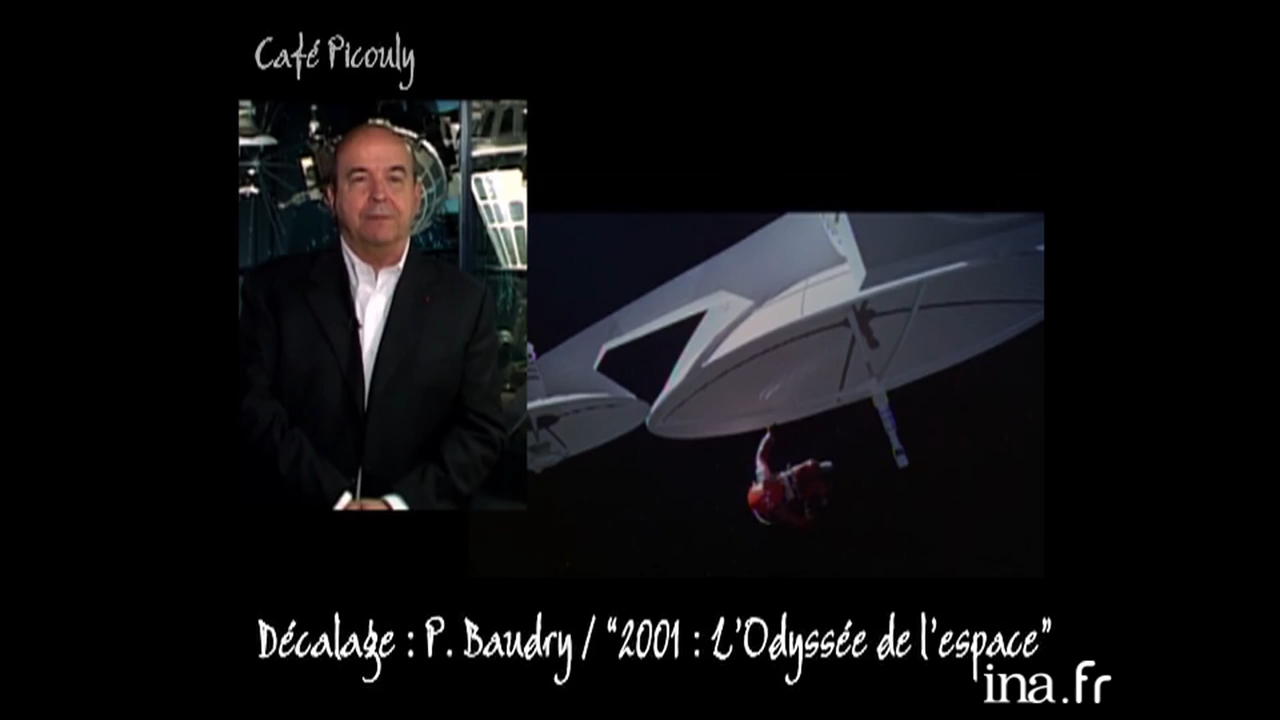 Café Picouly
Décalage : P. Baudry / “2001 : L’Odyssée de l’espace”
ina.fr